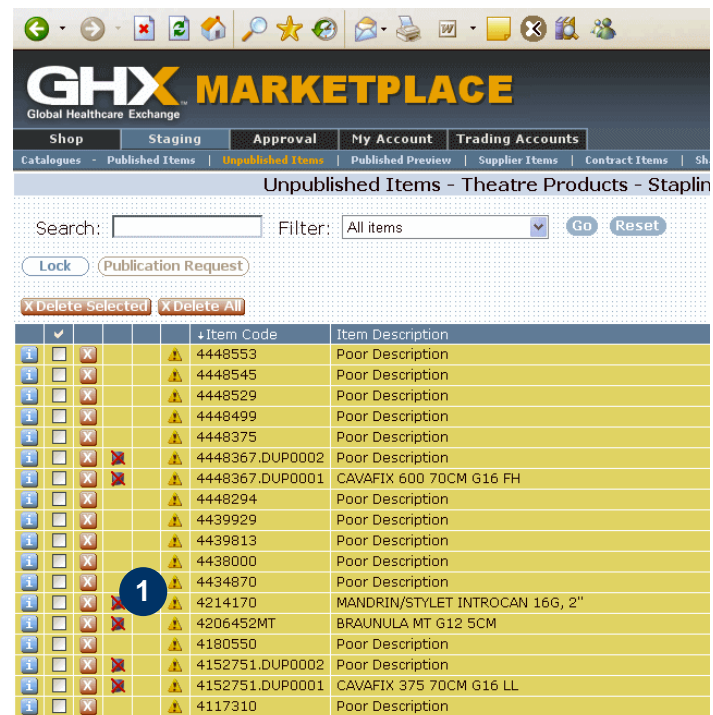 GHX™ MARKETPLACE
Global Healthcare Exchange
Shop Staging Approval My Account Trading Accounts
Catalogues - Published Items | Unpublished Items | Published Preview | Supplier Items | Contract Items | Sh
Unpublished Items - Theatre Products - Staplin
Search: Filter: All items Go Reset
Lock Publication Request
X Delete Selected X Delete All
Item Code Item Description
4448553 Poor Description
4448545 Poor Description
4448529 Poor Description
4448499 Poor Description
4448375 Poor Description
4448367.DUP0002 Poor Description
4448367.DUP0001 CAVAFIX 600 70CM G16 FH
4448294 Poor Description
4439929 Poor Description
4439813 Poor Description
4438000 Poor Description
4434870 Poor Description
1
4214170 MANDRIN/STYLET INTROCAN 16G, 2"
4206452MT BRAUNULA MT G12 5CM
4180550 Poor Description
4152751.DUP0002 Poor Description
4152751.DUP0001 CAVAFIX 375 70CM G16 LL
4117310 Poor Description